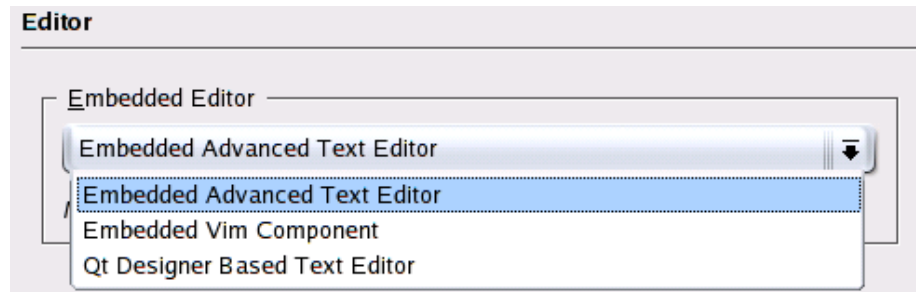 Editor
Embedded Editor
Embedded Advanced Text Editor
Embedded Advanced Text Editor
Embedded Vim Component
Qt Designer Based Text Editor